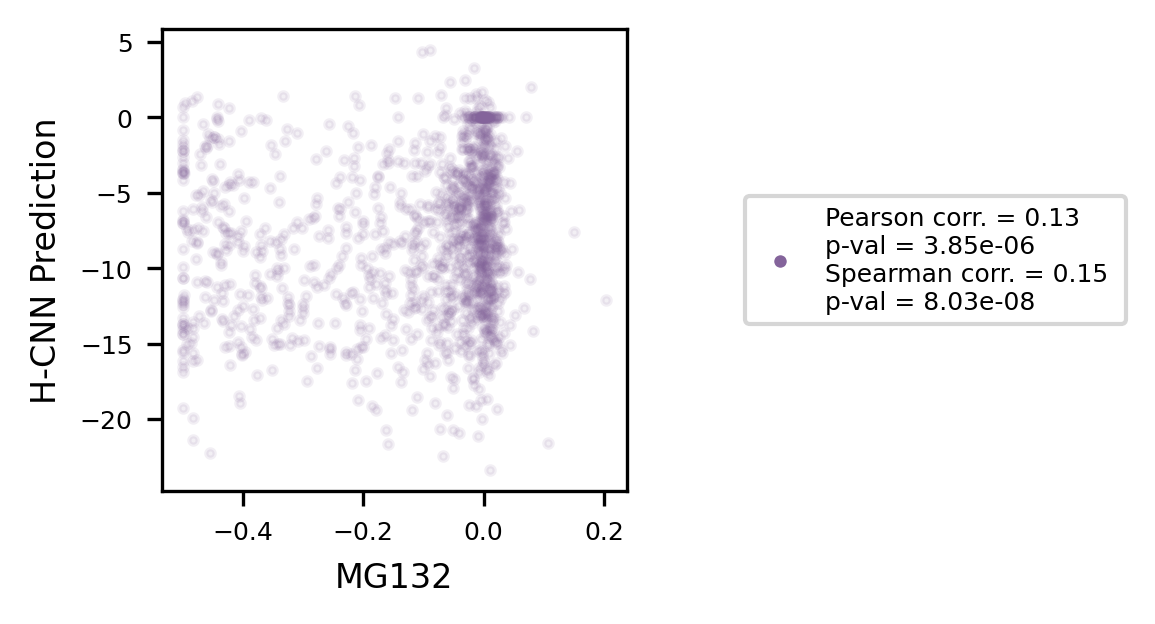 5
0
−5
−10
−15
−20
H-CNN Prediction
−0.4
−0.2
0.0
0.2
MG132
Pearson corr. = 0.13
p-val = 3.85e-06
Spearman corr. = 0.15
p-val = 8.03e-08